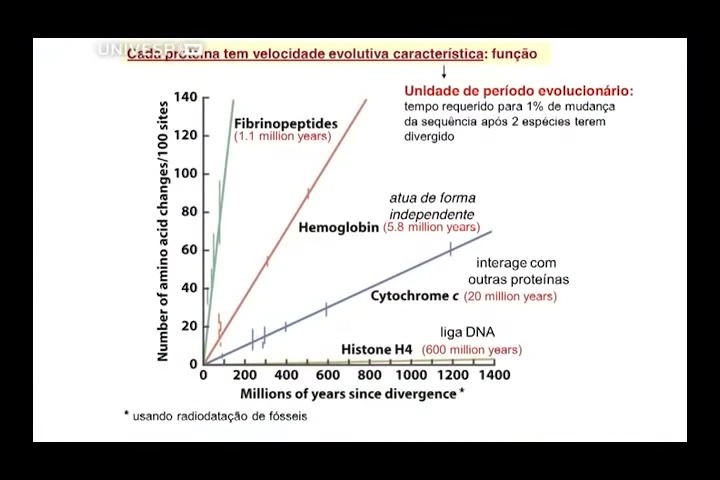 UNIVESP TV
Cada proteína tem velocidade evolutiva característica: função
Unidade de período evolucionário:
tempo requerido para 1% de mudança
da sequência após 2 espécies terem
divergido
Number of amino acid changes/100 sites
140
120
100
80
60
40
20
0
Fibrinopeptides
(1.1 million years)
atua de forma
independente
Hemoglobin (5.8 million years)
interage com
outras proteínas
Cytochrome c (20 million years)
liga DNA
Histone H4 (600 million years)
0 200 400 600 800 1000 1200 1400
Millions of years since divergence *
* usando radiodatação de fósseis